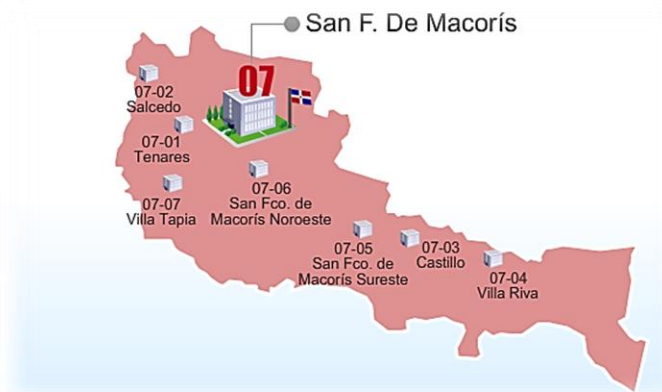 San F. De Macorís
07
07-02
Salcedo
07-01
Tenares
07-07
Villa Tapia
07-06
San Fco. de
Macorís Noroeste
07-05
San Fco. de
Macorís Sureste
07-03
Castillo
07-04
Villa Riva